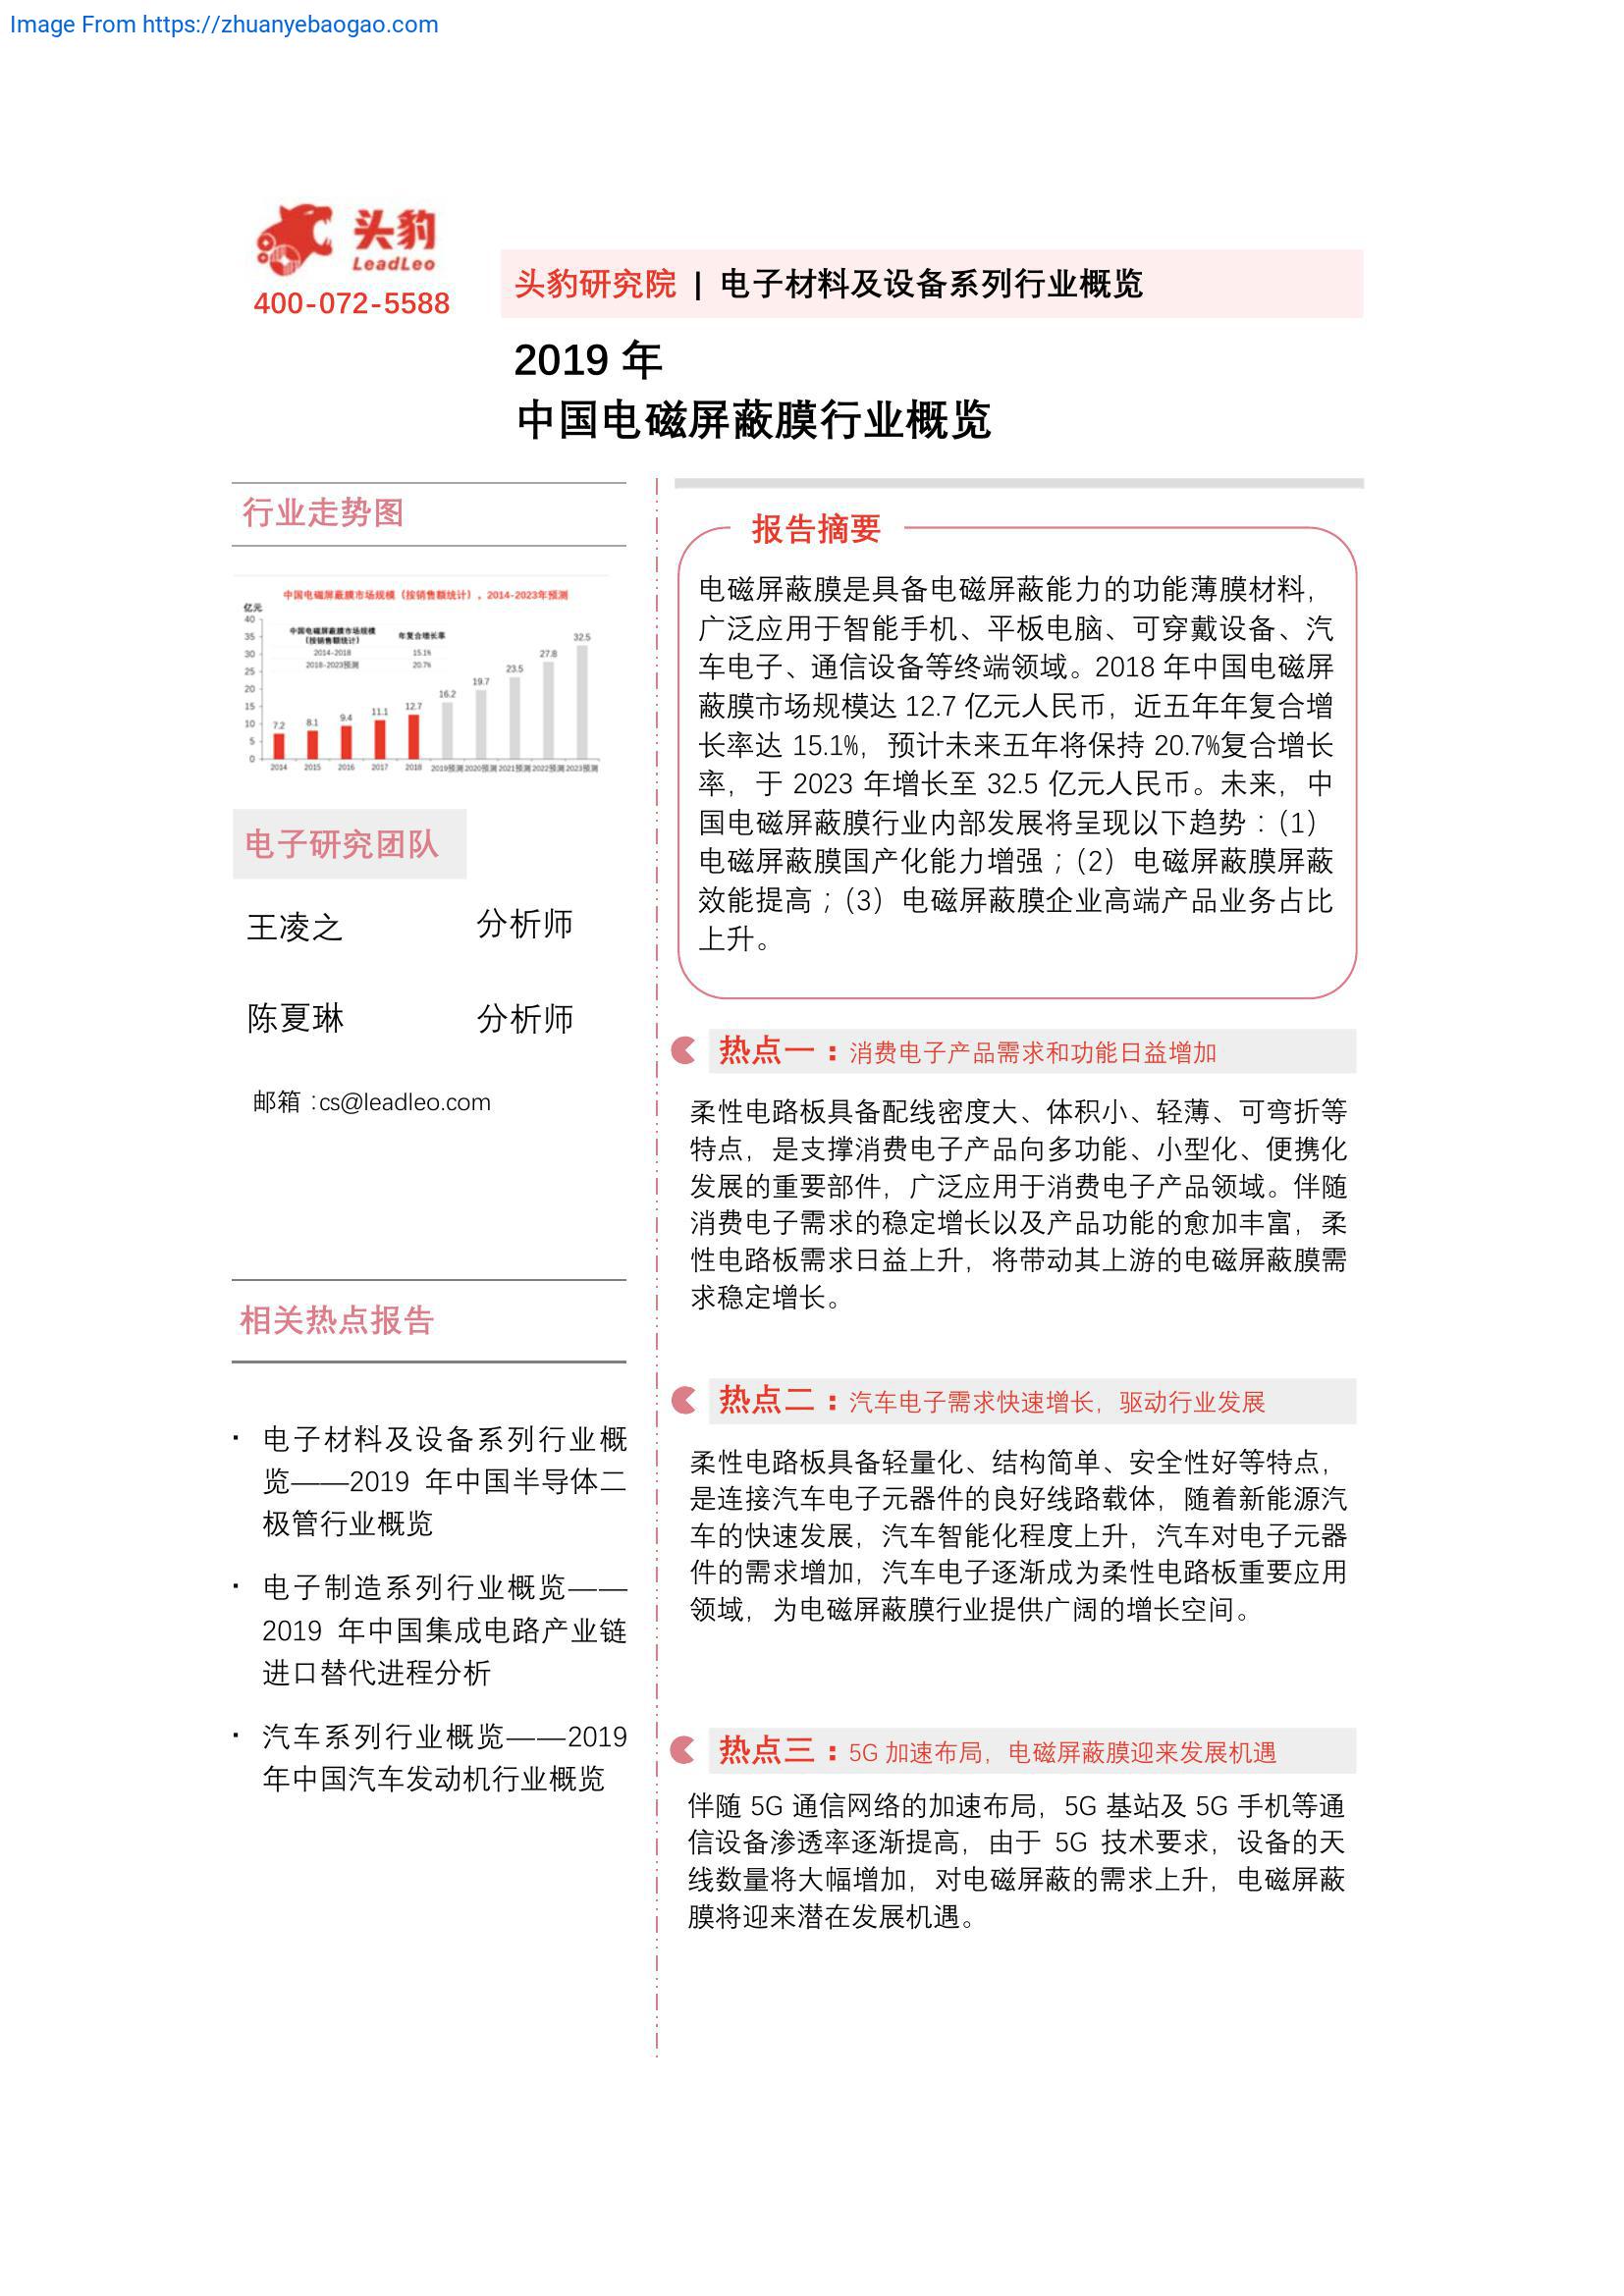 Image From https://zhuanyebaogao.com
头豹
LeadLeo
400-072-5588
头豹研究院 | 电子材料及设备系列行业概览
2019 年
中国电磁屏蔽膜行业概览
行业走势图
中国电磁屏蔽膜市场规模（按销售额统计），2014-2023年预测
亿元
40
35
30
25
20
15
10
5
0
中国电磁屏蔽膜市场规模
（按销售额统计）
年复合增长率
2014-2018 15.1%
2018-2023预测 20.7%
7.2 8.1 9.4 11.1 12.7 16.2 19.7 23.5 27.8 32.5
2014 2015 2016 2017 2018 2019预测 2020预测 2021预测 2022预测 2023预测
电子研究团队
王凌之 分析师
陈夏琳 分析师
邮箱：cs@leadleo.com
相关热点报告
· 电子材料及设备系列行业概
览——2019 年中国半导体二
极管行业概览
· 电子制造系列行业概览——
2019 年中国集成电路产业链
进口替代进程分析
· 汽车系列行业概览——2019
年中国汽车发动机行业概览
报告摘要
电磁屏蔽膜是具备电磁屏蔽能力的功能薄膜材料，
广泛应用于智能手机、平板电脑、可穿戴设备、汽
车电子、通信设备等终端领域。2018 年中国电磁屏
蔽膜市场规模达 12.7 亿元人民币，近五年年复合增
长率达 15.1%，预计未来五年将保持 20.7%复合增长
率，于 2023 年增长至 32.5 亿元人民币。未来，中
国电磁屏蔽膜行业内部发展将呈现以下趋势：（1）
电磁屏蔽膜国产化能力增强；（2）电磁屏蔽膜屏蔽
效能提高；（3）电磁屏蔽膜企业高端产品业务占比
上升。
热点一：消费电子产品需求和功能日益增加
柔性电路板具备配线密度大、体积小、轻薄、可弯折等
特点，是支撑消费电子产品向多功能、小型化、便携化
发展的重要部件，广泛应用于消费电子产品领域。伴随
消费电子需求的稳定增长以及产品功能的愈加丰富，柔
性电路板需求日益上升，将带动其上游的电磁屏蔽膜需
求稳定增长。
热点二：汽车电子需求快速增长，驱动行业发展
柔性电路板具备轻量化、结构简单、安全性好等特点，
是连接汽车电子元器件的良好线路载体，随着新能源汽
车的快速发展，汽车智能化程度上升，汽车对电子元器
件的需求增加，汽车电子逐渐成为柔性电路板重要应用
领域，为电磁屏蔽膜行业提供广阔的增长空间。
热点三：5G 加速布局，电磁屏蔽膜迎来发展机遇
伴随 5G 通信网络的加速布局，5G 基站及 5G 手机等通
信设备渗透率逐渐提高，由于 5G 技术要求，设备的天
线数量将大幅增加，对电磁屏蔽的需求上升，电磁屏蔽
膜将迎来潜在发展机遇。